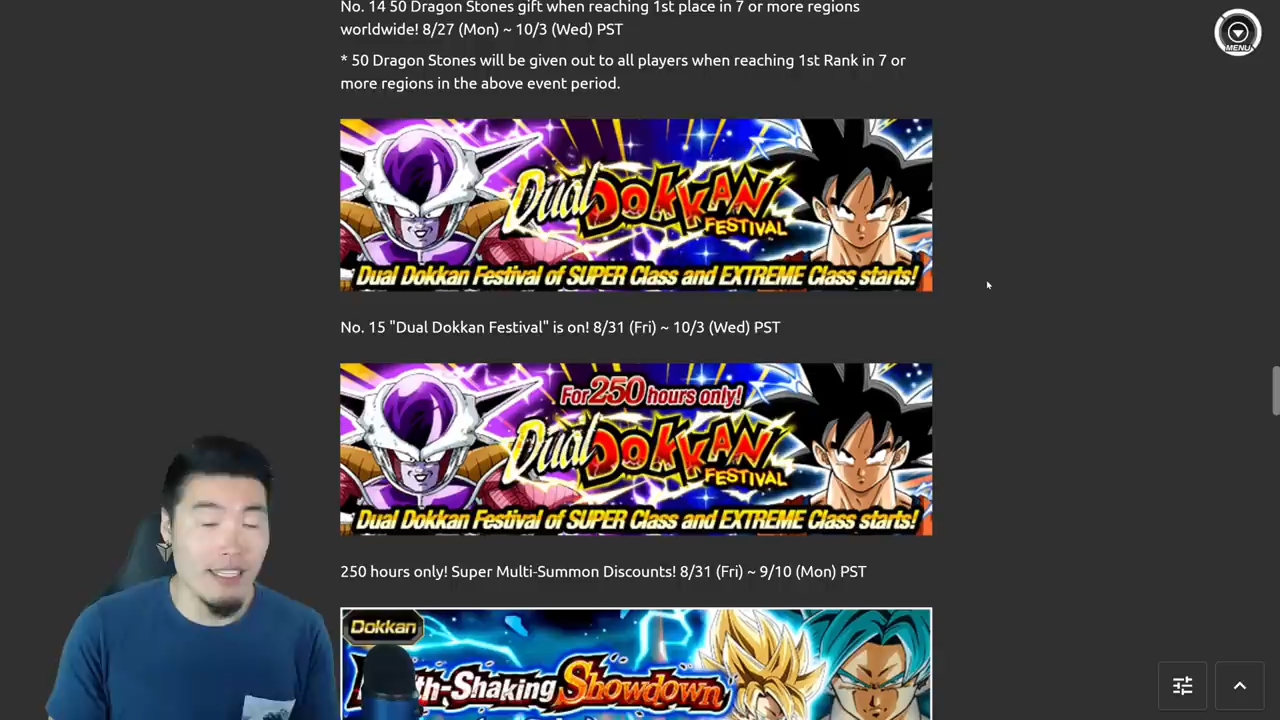 No. 14 50 Dragon Stones gift when reaching 1st place in 7 or more regions
worldwide! 8/27 (Mon) ~ 10/3 (Wed) PST
MENU
* 50 Dragon Stones will be given out to all players when reaching 1st Rank in 7 or
more regions in the above event period.
Dual DOKKAN
FESTIVAL
Dual Dokkan Festival of SUPER Class and EXTREME Class starts!
No. 15 "Dual Dokkan Festival" is on! 8/31 (Fri) ~ 10/3 (Wed) PST
For 250 hours only!
Dual DOKKAN
FESTIVAL
Dual Dokkan Festival of SUPER Class and EXTREME Class starts!
250 hours only! Super Multi-Summon Discounts! 8/31 (Fri) ~ 9/10 (Mon) PST
Dokkan
th-Shaking Showdown